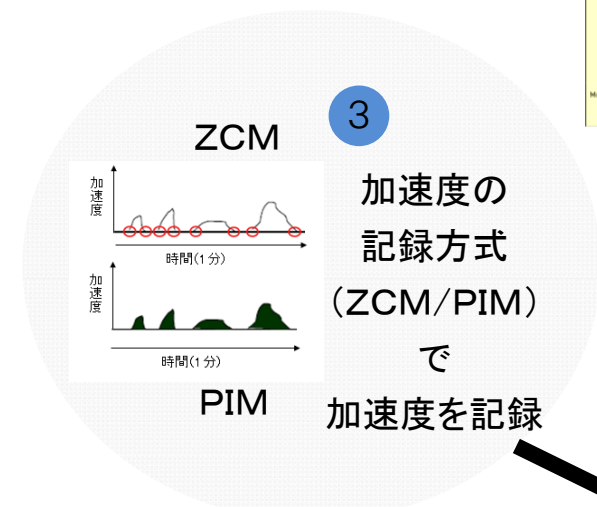 ZCM
加速度
時間(1分)
加速度
時間(1分)
PIM
3
加速度の
記録方式
(ZCM/PIM)
で
加速度を記録